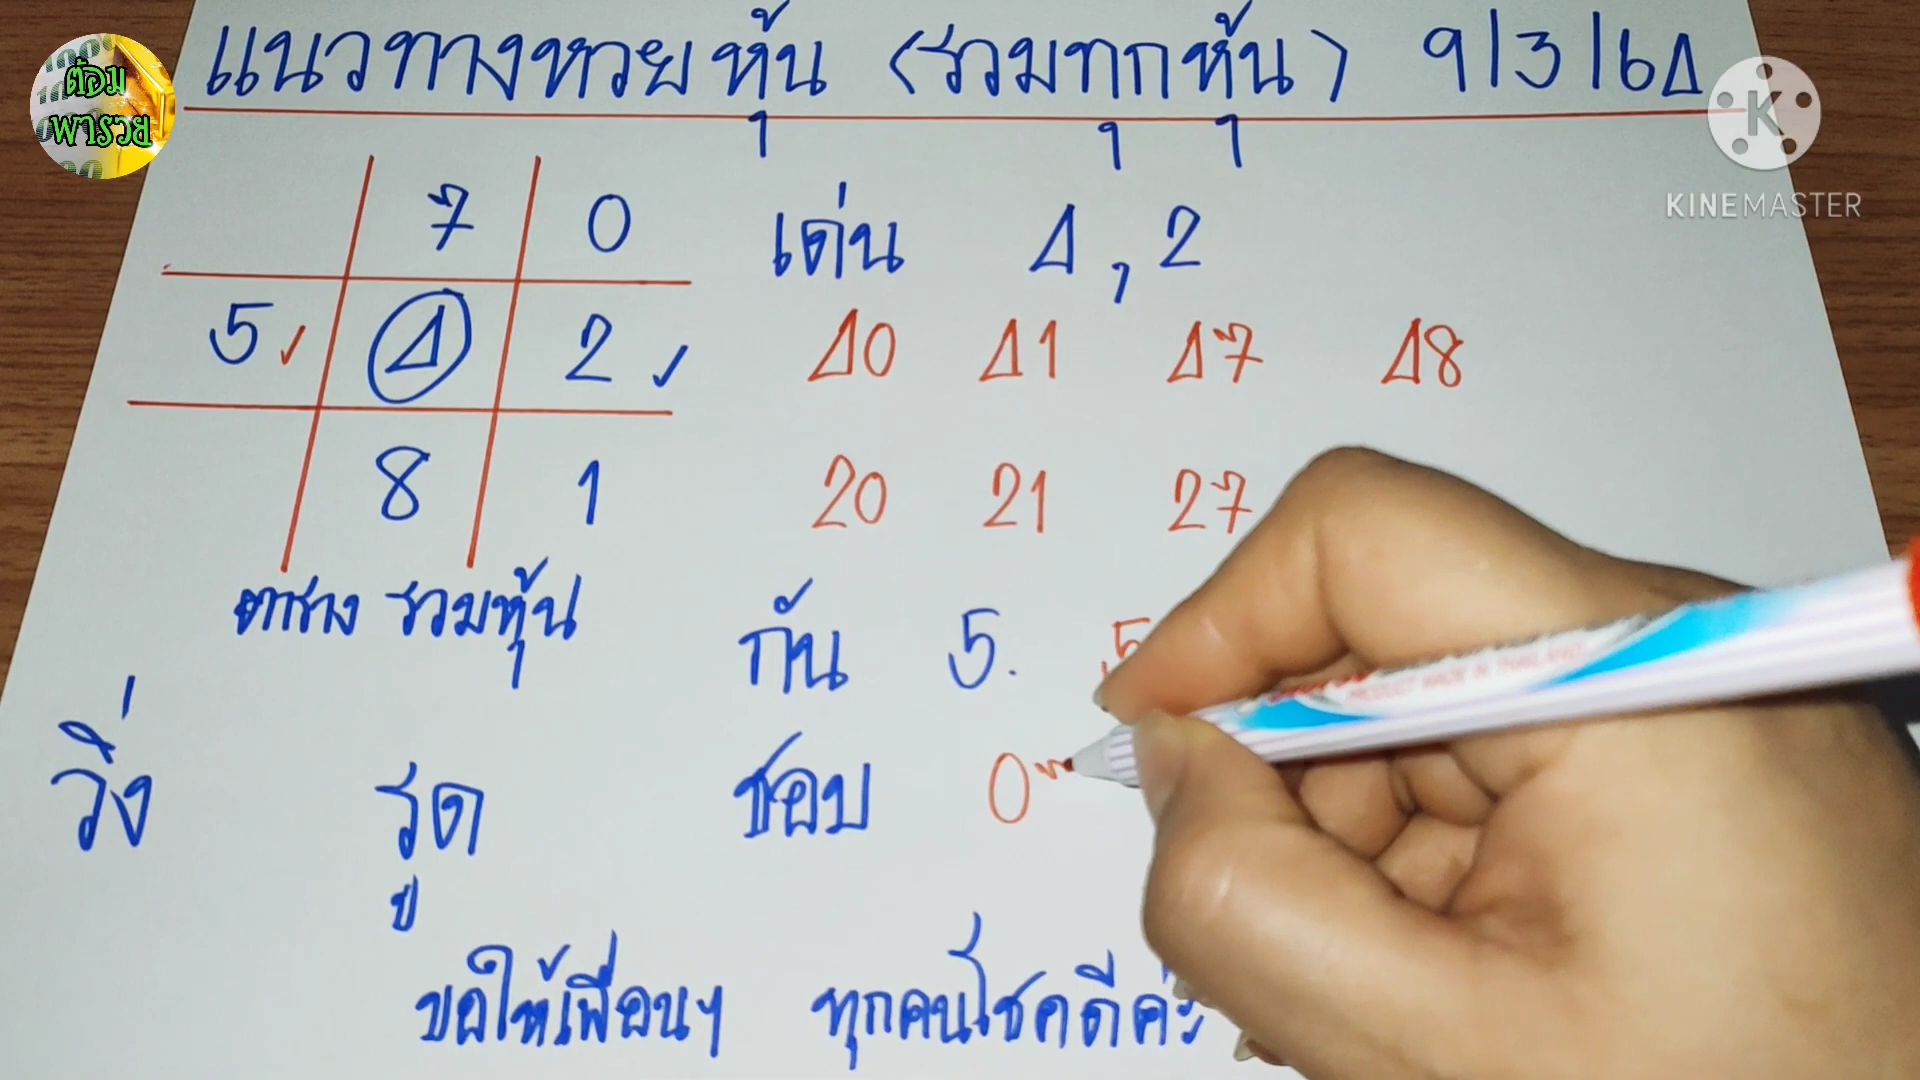 แนวทางหวยหุ้น (รวมทุกหุ้น) 9/3/64
ต้อม
พารวย
K
KINEMASTER
7 0
5 4 2
8 1
เด่น 4, 2
40 41 47 48
20 21 27
ตาราง รวมหุ้น
กัน 5. 5
วิ่ง รูด ชอบ 0
ขอให้เพื่อนๆ ทุกคนโชคดีค่ะ